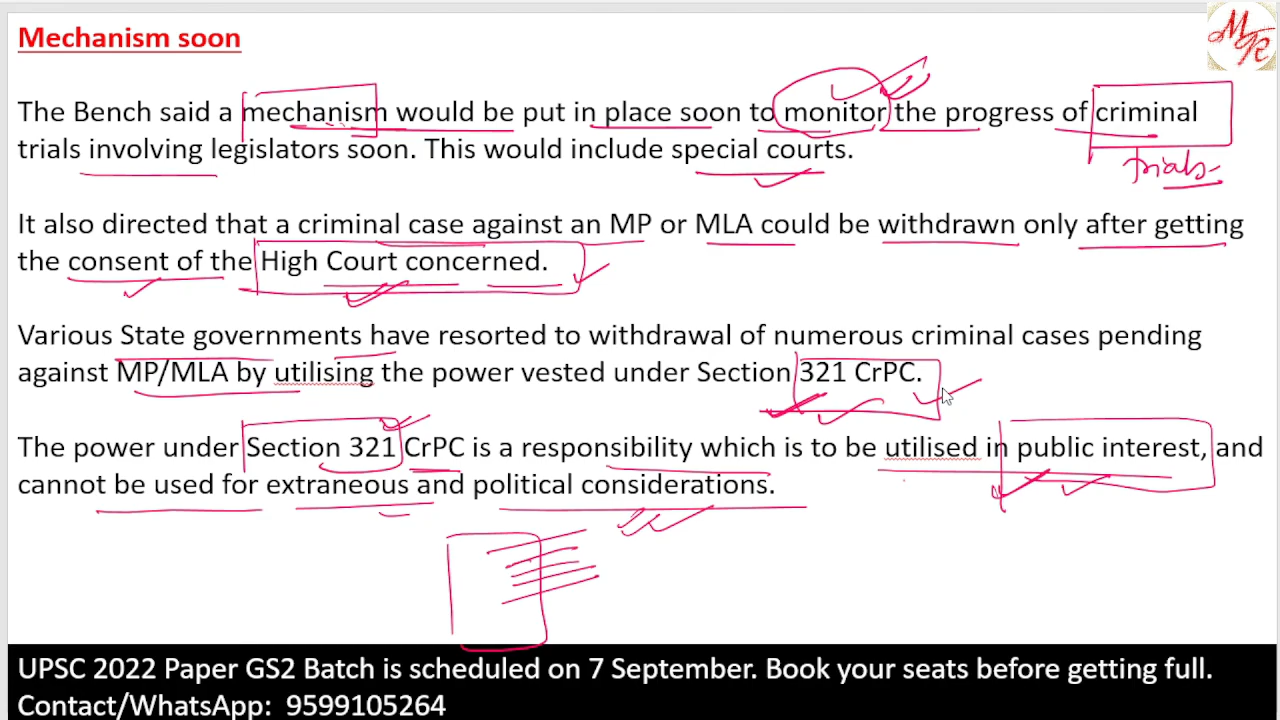 Mechanism soon
MR
The Bench said a mechanism would be put in place soon to monitor the progress of criminal
trials involving legislators soon. This would include special courts.
trials
It also directed that a criminal case against an MP or MLA could be withdrawn only after getting
the consent of the High Court concerned.
Various State governments have resorted to withdrawal of numerous criminal cases pending
against MP/MLA by utilising the power vested under Section 321 CrPC.
The power under Section 321 CrPC is a responsibility which is to be utilised in public interest, and
cannot be used for extraneous and political considerations.
UPSC 2022 Paper GS2 Batch is scheduled on 7 September. Book your seats before getting full.
Contact/WhatsApp: 9599105264